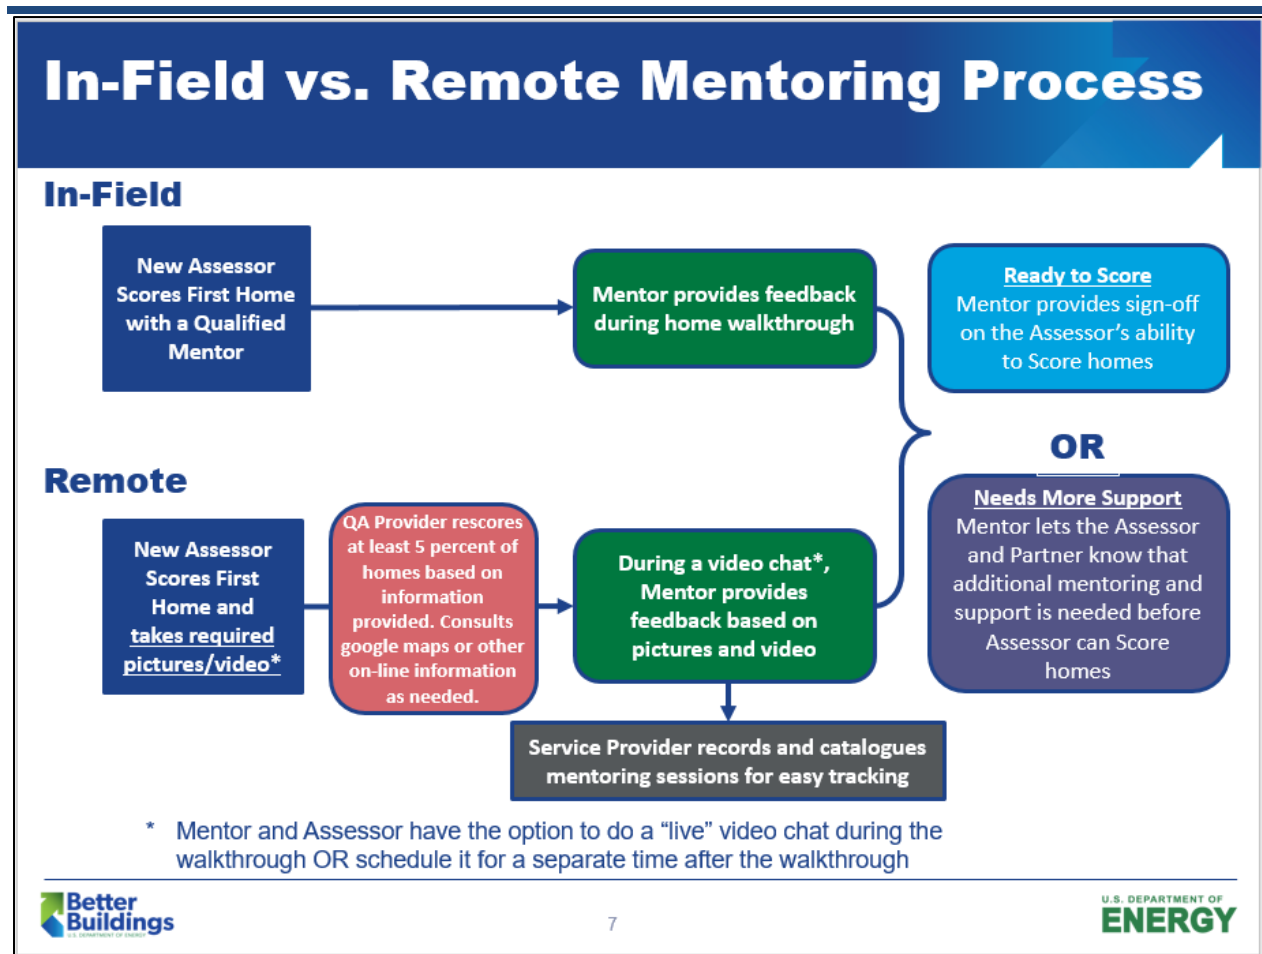 In-Field vs. Remote Mentoring Process
In-Field
New Assessor
Scores First Home
with a Qualified
Mentor
Mentor provides feedback
during home walkthrough
Ready to Score
Mentor provides sign-off
on the Assessor's ability
to Score homes
OR
Remote
New Assessor
Scores First
Home and
takes required
pictures/video*
QA Provider rescores
at least 5 percent of
homes based on
information
provided. Consults
google maps or other
on-line information
as needed.
During a video chat*,
Mentor provides
feedback based on
pictures and video
Needs More Support
Mentor lets the Assessor
and Partner know that
additional mentoring and
support is needed before
Assessor can Score
homes
Service Provider records and catalogues
mentoring sessions for easy tracking
* Mentor and Assessor have the option to do a “live” video chat during the
walkthrough OR schedule it for a separate time after the walkthrough
Better
Buildings
U.S. DEPARTMENT OF ENERGY
7
U.S. DEPARTMENT OF
ENERGY